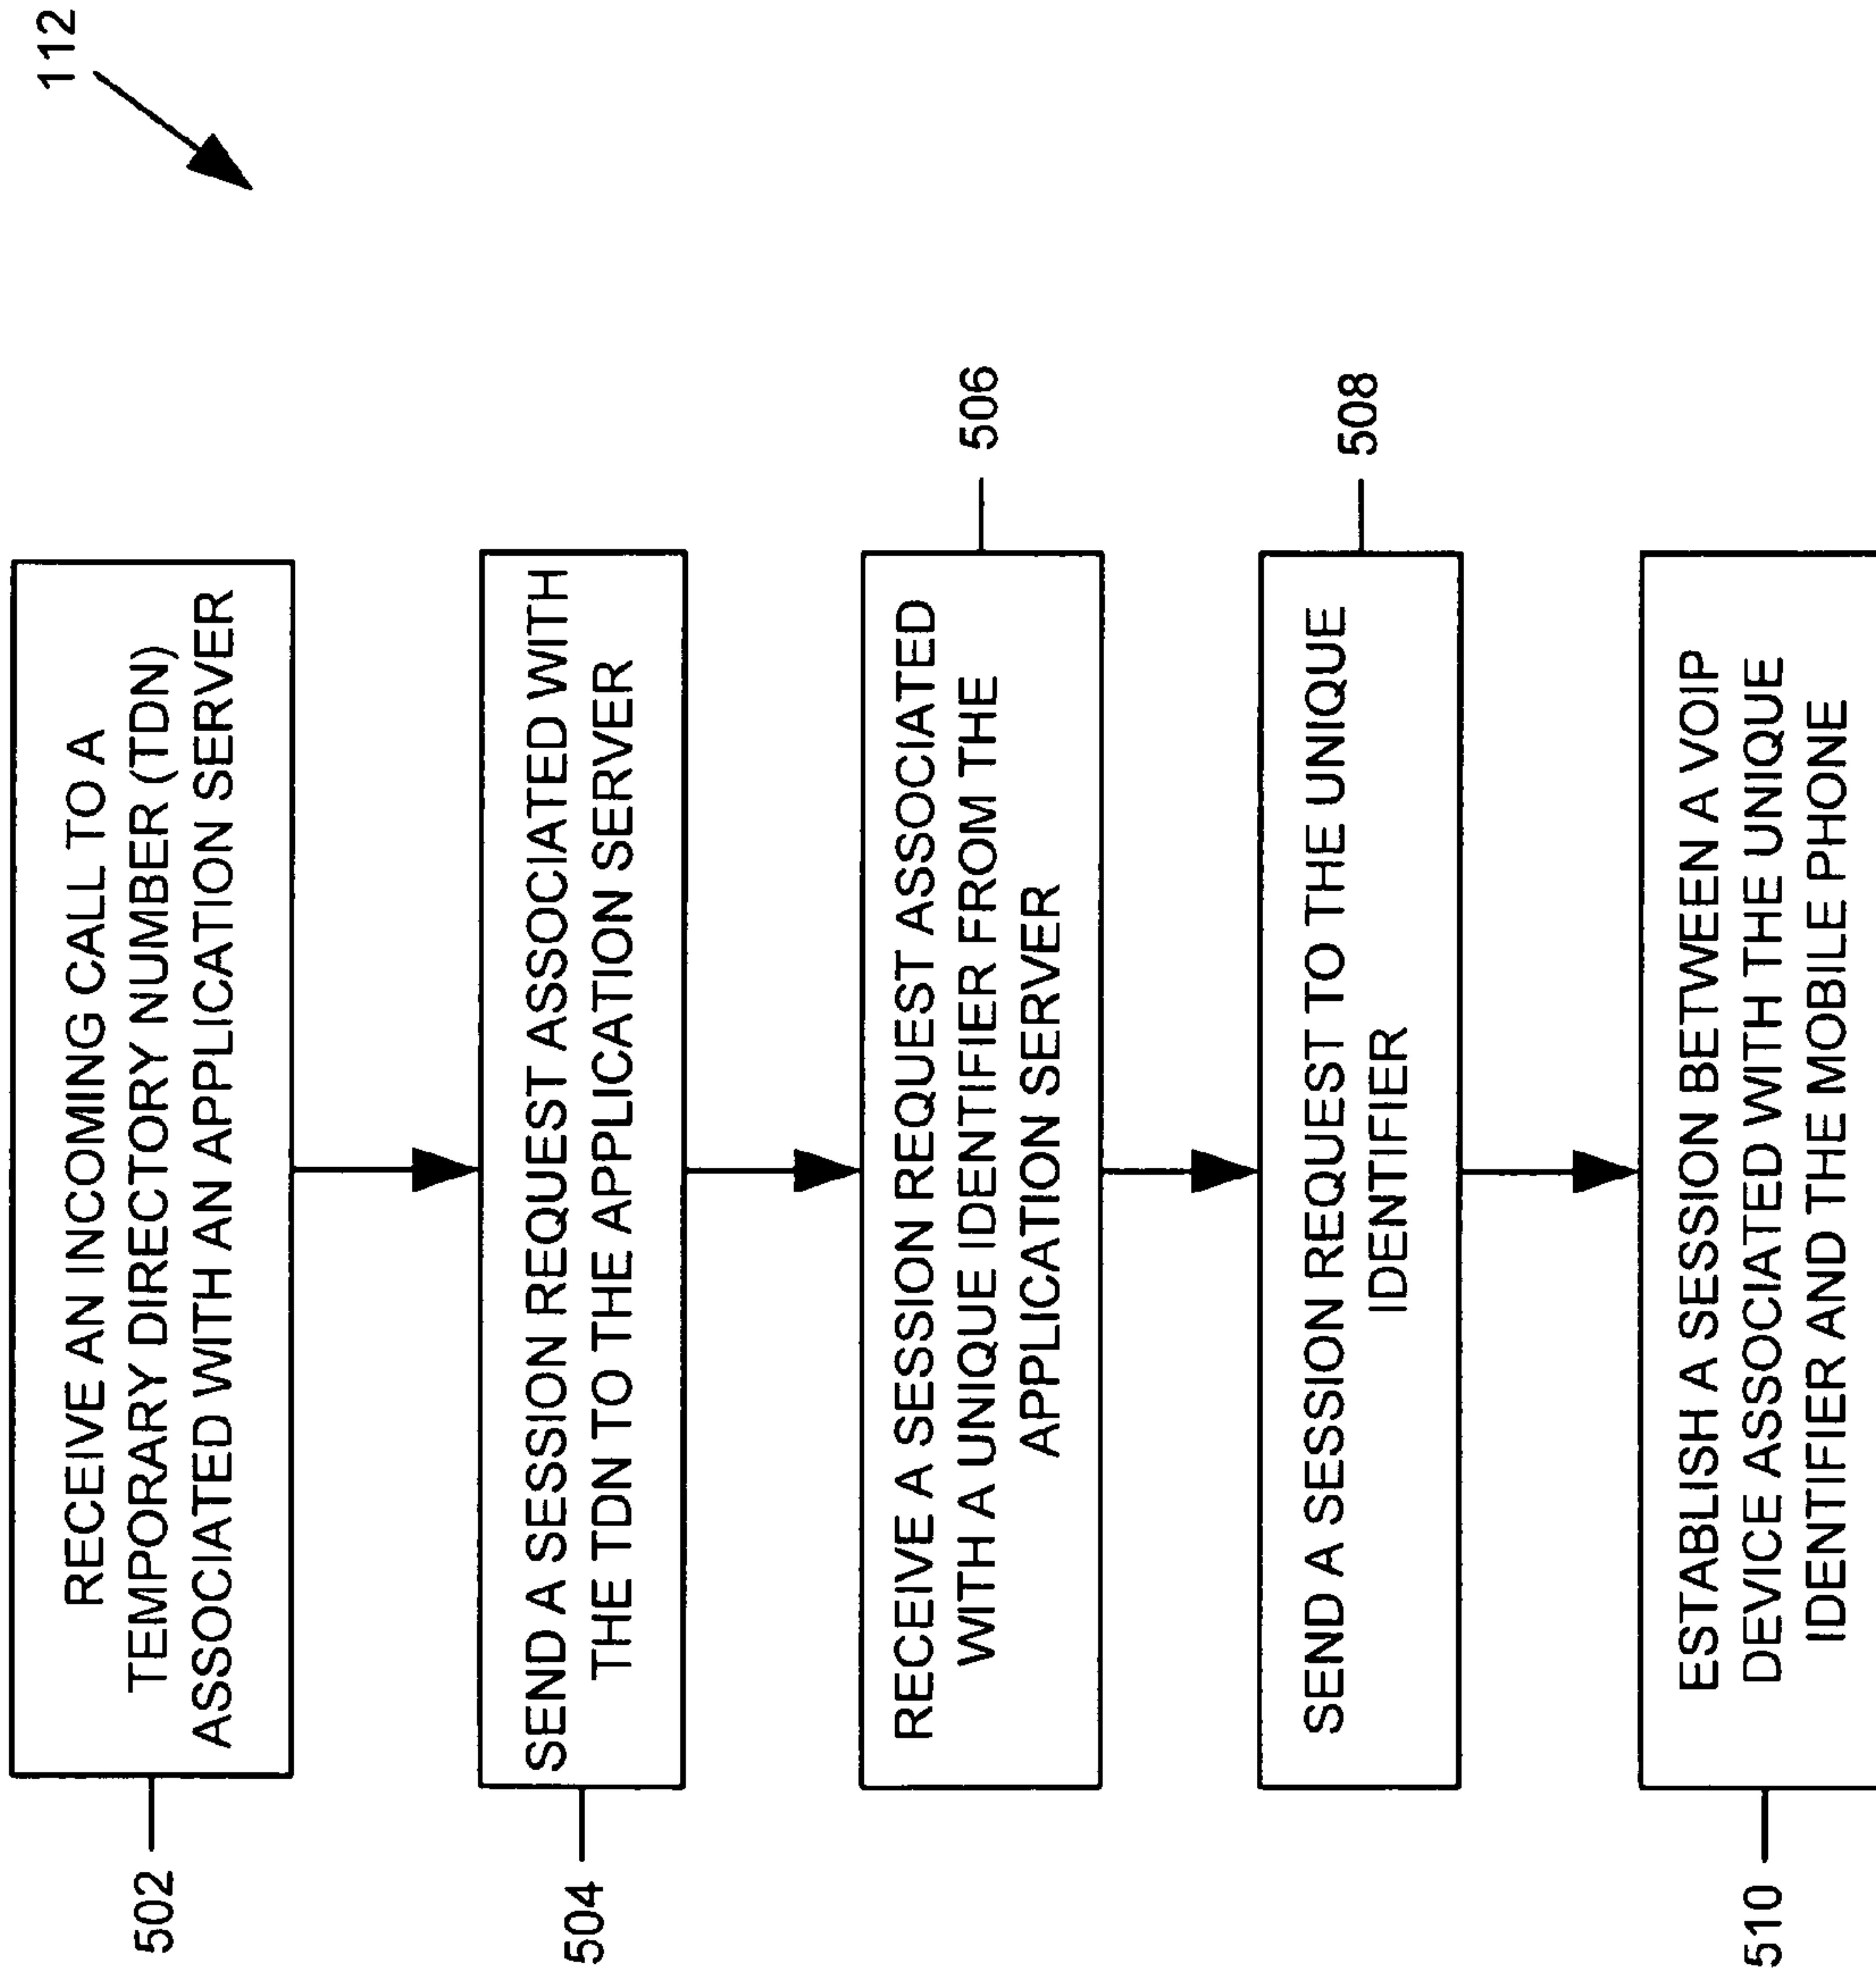 112
502
RECEIVE AN INCOMING CALL TO A
TEMPORARY DIRECTORY NUMBER (TDN)
ASSOCIATED WITH AN APPLICATION SERVER
504
SEND A SESSION REQUEST ASSOCIATED WITH
THE TDN TO THE APPLICATION SERVER
RECEIVE A SESSION REQUEST ASSOCIATED
WITH A UNIQUE IDENTIFIER FROM THE
APPLICATION SERVER
506
SEND A SESSION REQUEST TO THE UNIQUE
IDENTIFIER
508
510
ESTABLISH A SESSION BETWEEN A VOIP
DEVICE ASSOCIATED WITH THE UNIQUE
IDENTIFIER AND THE MOBILE PHONE